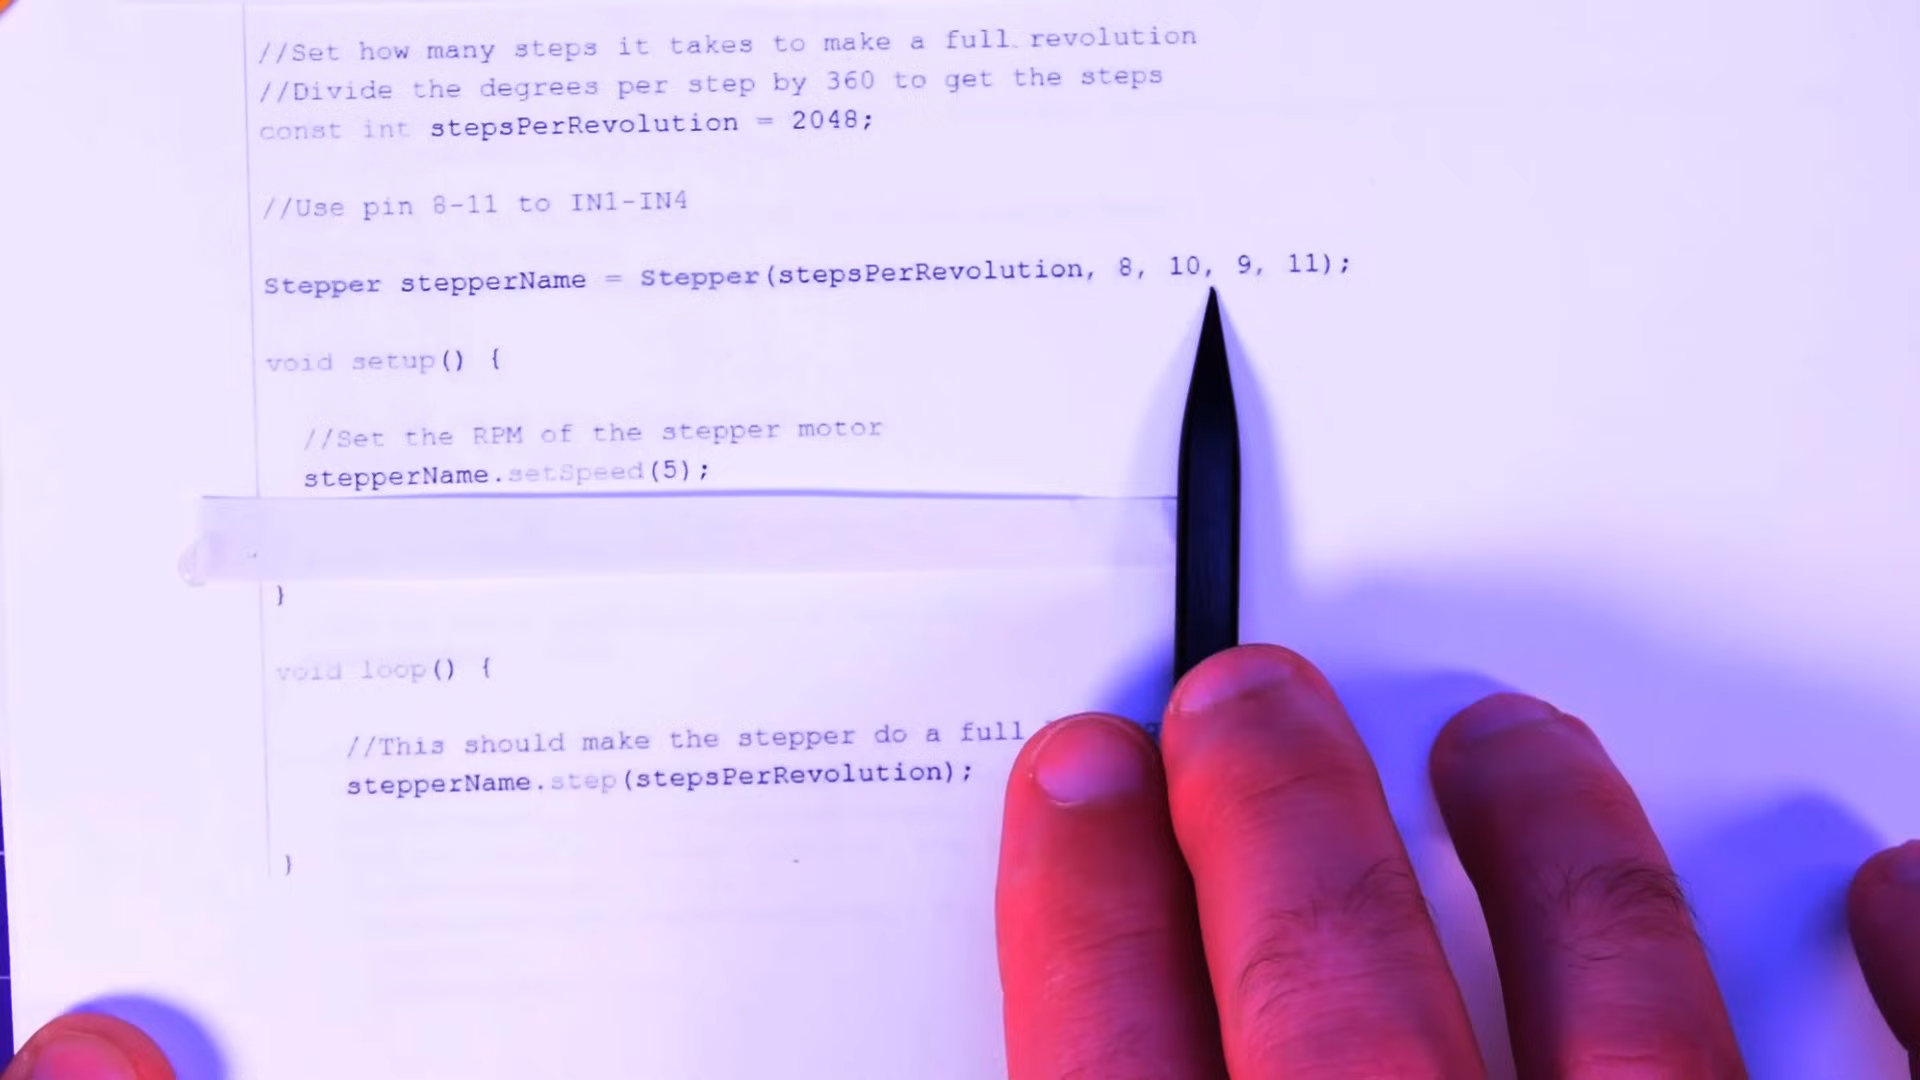 //Set how many steps it takes to make a full revolution
//Divide the degrees per step by 360 to get the steps
const int stepsPerRevolution = 2048;
//Use pin 8-11 to IN1-IN4
Stepper stepperName = Stepper(stepsPerRevolution, 8, 10, 9, 11);
void setup() {
//Set the RPM of the stepper motor
stepperName.setSpeed(5);
}
void loop() {
//This should make the stepper do a full
stepperName.step(stepsPerRevolution);
}